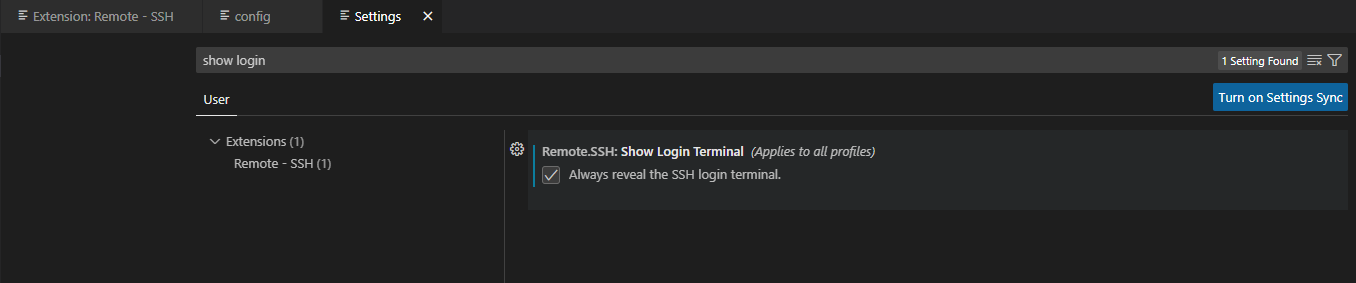 Extension: Remote - SSH config Settings
show login 1 Setting Found
User Turn on Settings Sync
Extensions (1)
Remote - SSH (1)
Remote.SSH: Show Login Terminal (Applies to all profiles)
Always reveal the SSH login terminal.